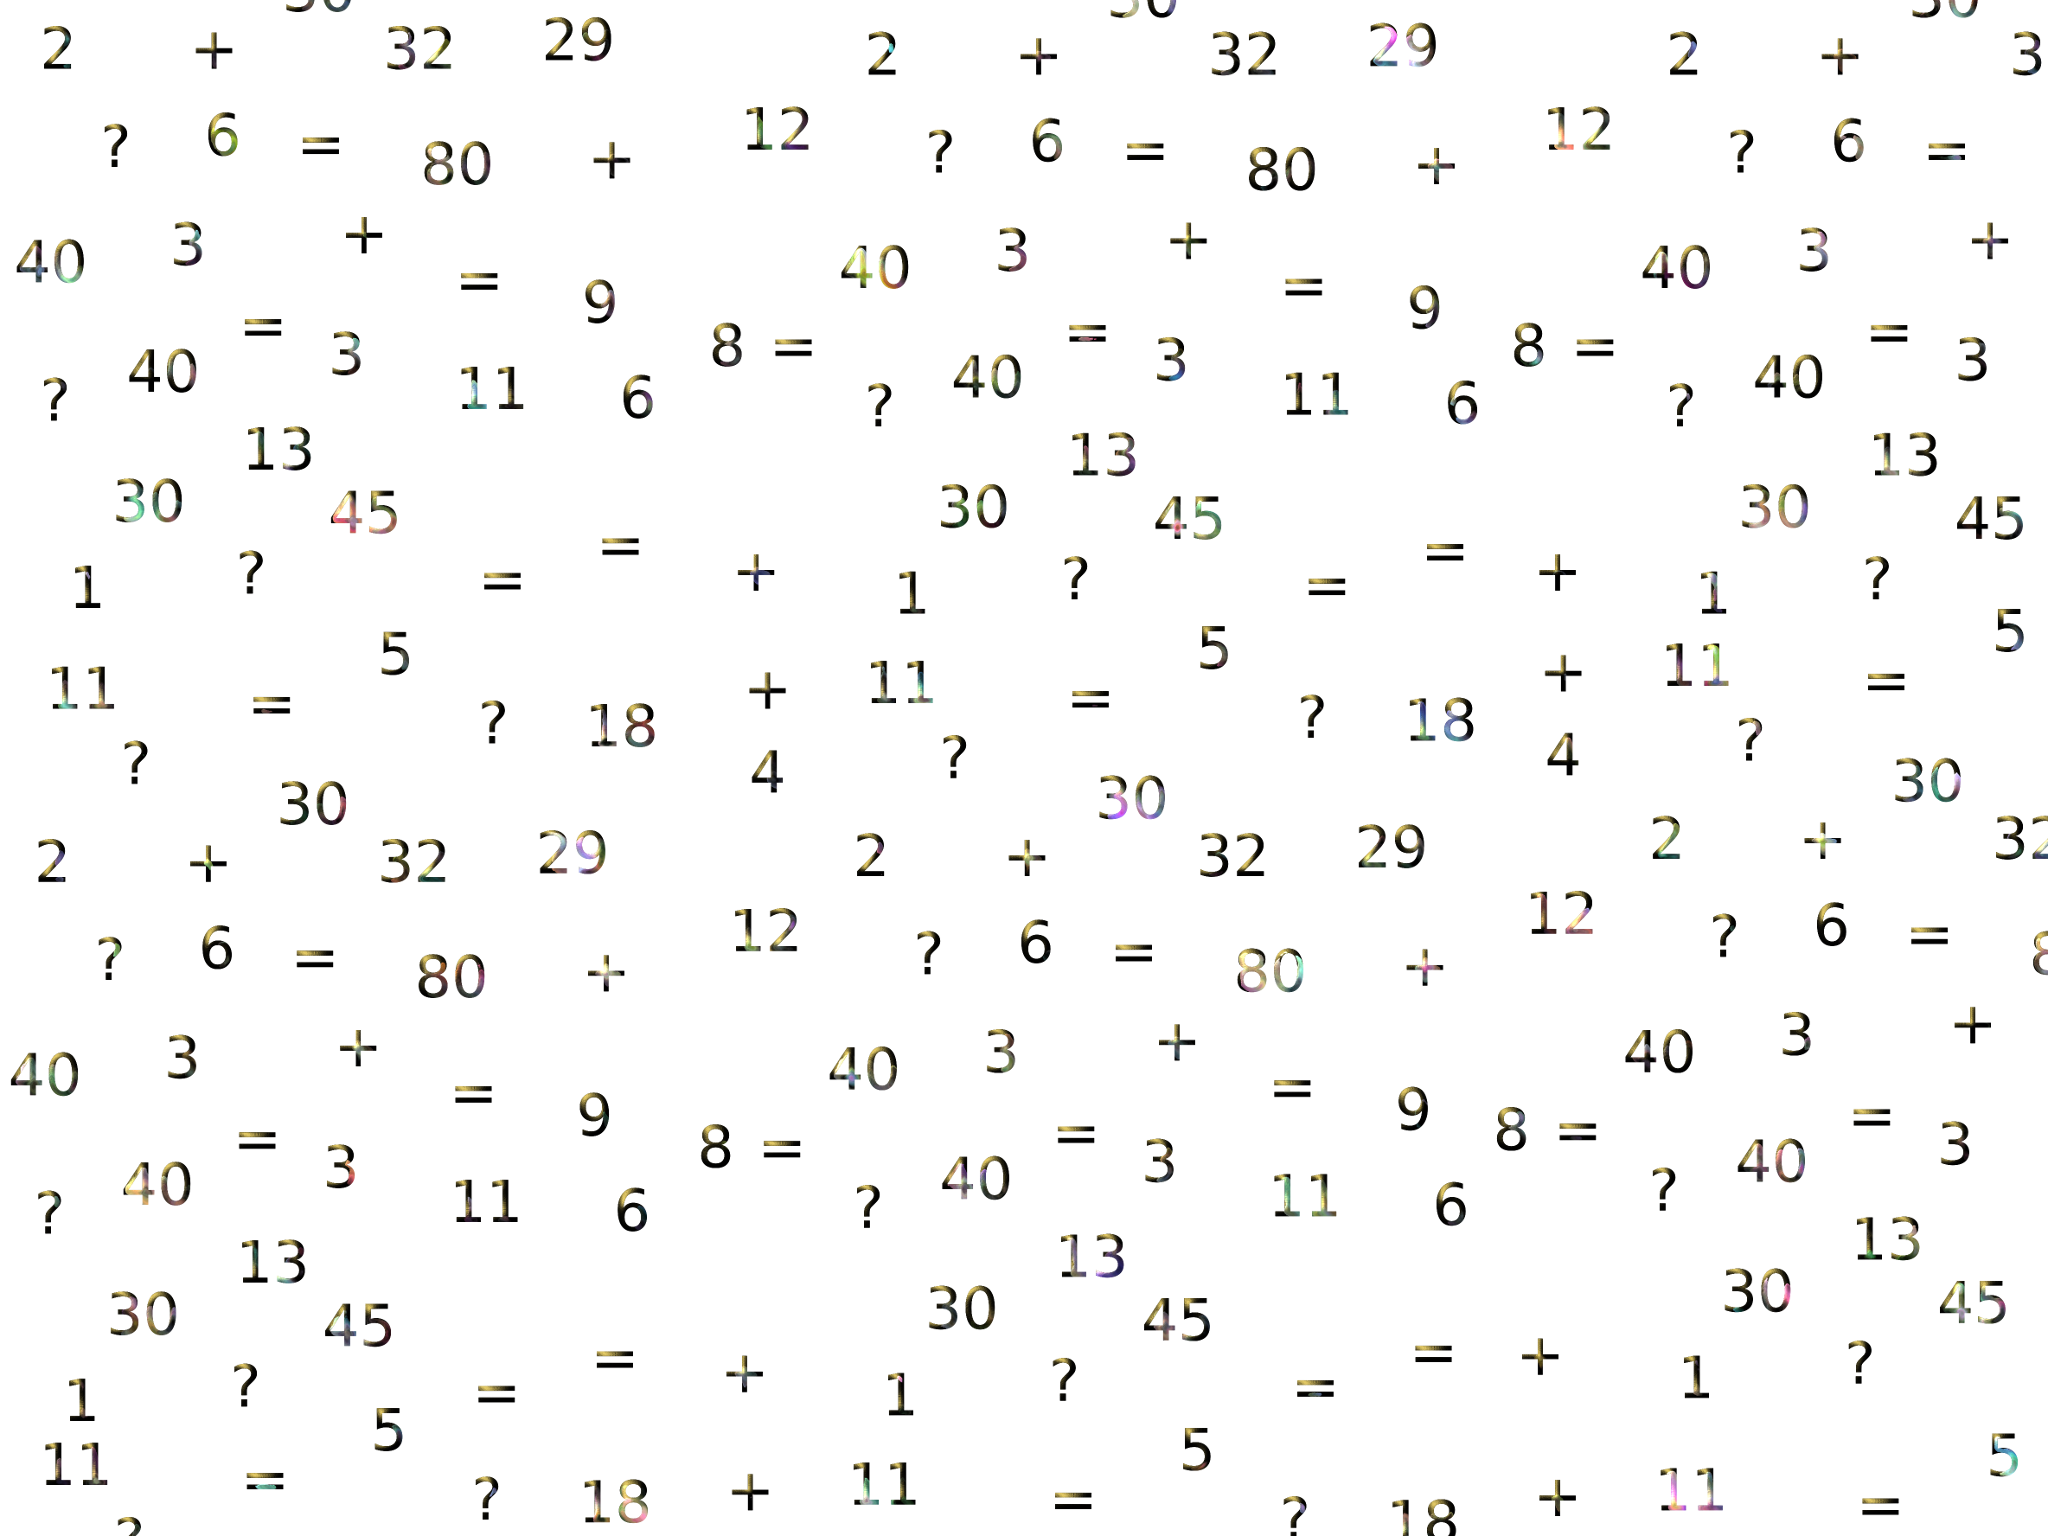 30 30 30
2 + 32 29 2 + 32 29 2 + 3
12 12
? 6 = 80 + ? 6 = 80 + ? 6 =
40 3 + 40 3 + 40 3 +
= 9 = 9
= 3 8 = = 3 8 = = 3
? 40 11 6 ? 40 11 6 ? 40
13 13 13
30 45 30 45 30 45
1 ? = = + 1 ? = = + 1 ?
5 5 5
11 = + 11 = + 11 =
? 18 ? 18
? 4 ? 4 ?
30 30 30
2 + 32 29 2 + 32 29 2 + 32
12 12
? 6 = 80 + ? 6 = 80 + ? 6 =
40 3 + 40 3 + 40 3 +
= 9 = 9
= 3 8 = = 3 8 = = 3
? 40 11 6 ? 40 11 6 ? 40
13 13 13
30 45 30 45 30 45
1 ? = = + 1 ? = = + 1 ?
5 5 5
11 = ? 18 + 11 = ? 18 + 11 =
?